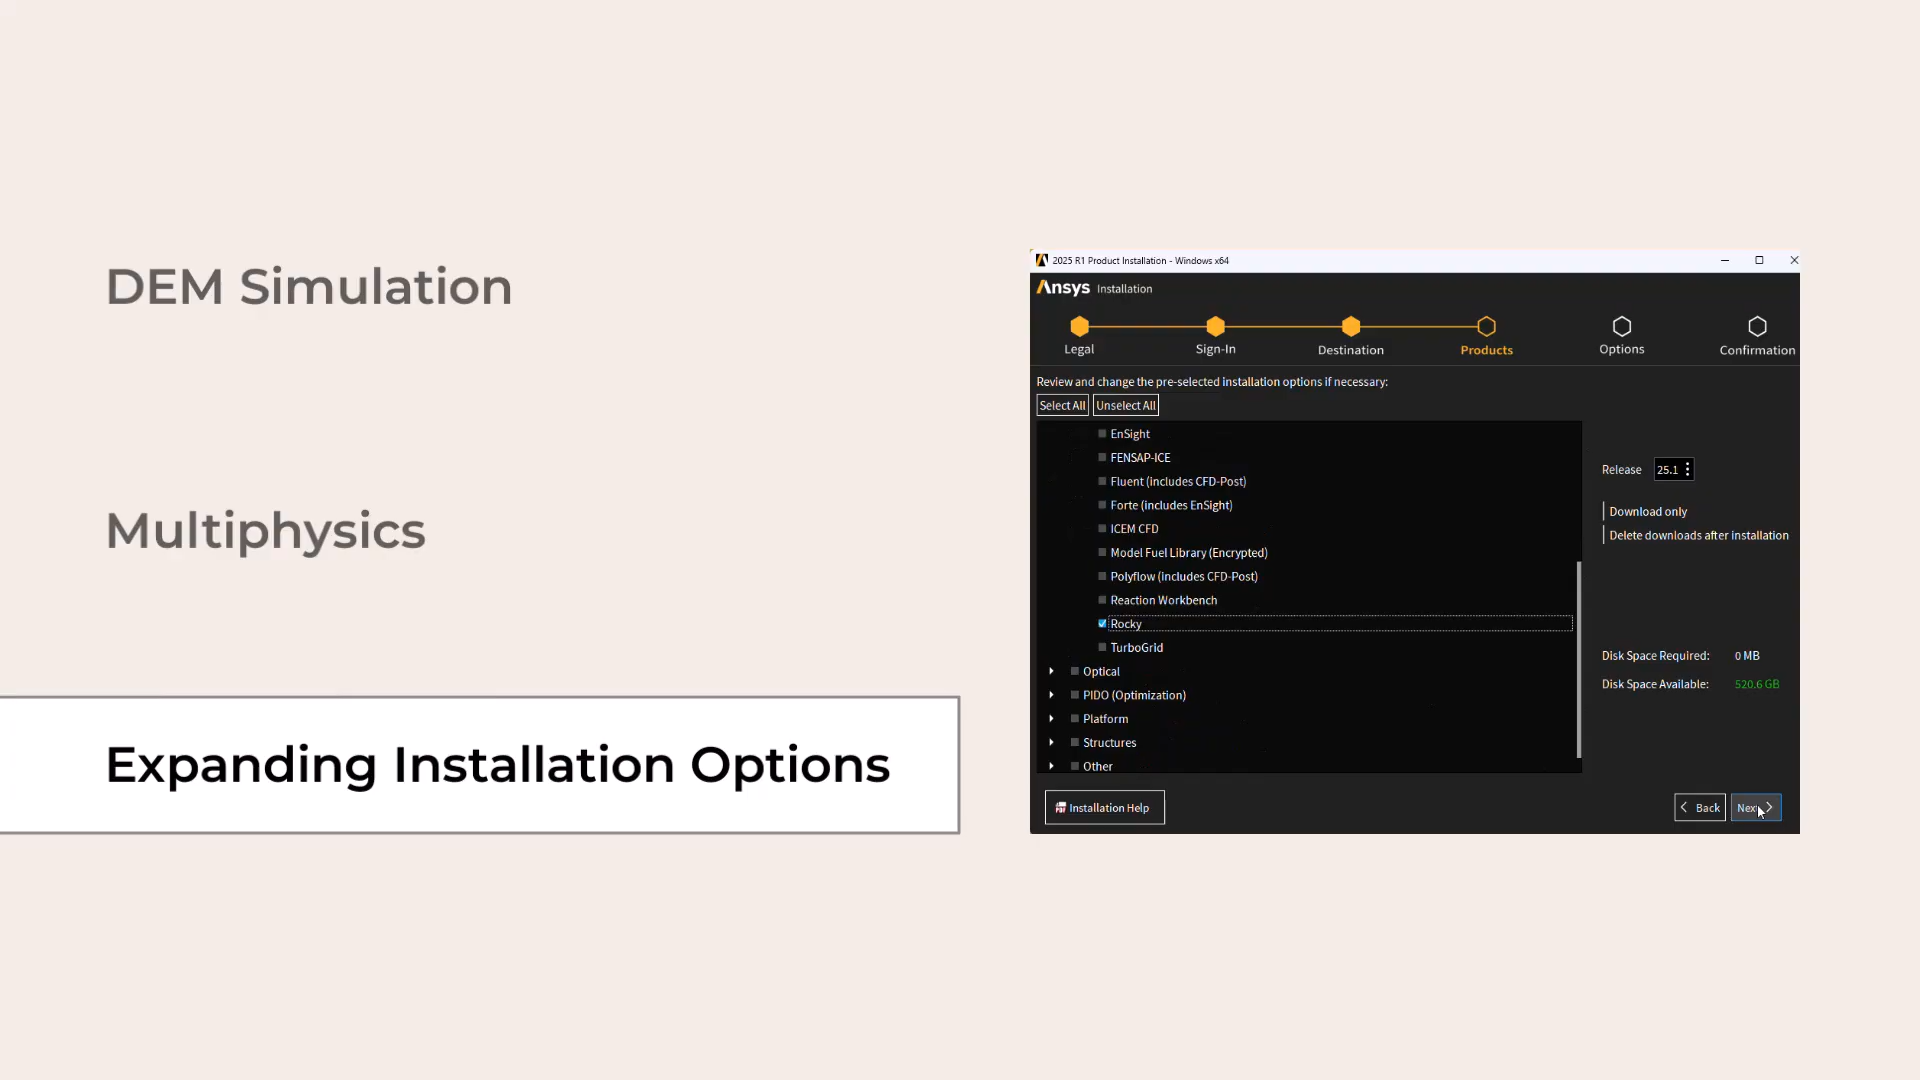 DEM Simulation
Multiphysics
Expanding Installation Options
2025 R1 Product Installation - Windows x64
Ansys Installation
Legal
Sign-In
Destination
Products
Options
Confirmation
Review and change the pre-selected installation options if necessary:
Select All
Unselect All
EnSight
FENSAP-ICE
Fluent (includes CFD-Post)
Forte (includes EnSight)
ICEM CFD
Model Fuel Library (Encrypted)
Polyflow (includes CFD-Post)
Reaction Workbench
Rocky
TurboGrid
Optical
PIDO (Optimization)
Platform
Structures
Other
Release 25.1
Download only
Delete downloads after installation
Disk Space Required: 0 MB
Disk Space Available: 520.6 GB
Installation Help
Back
Next